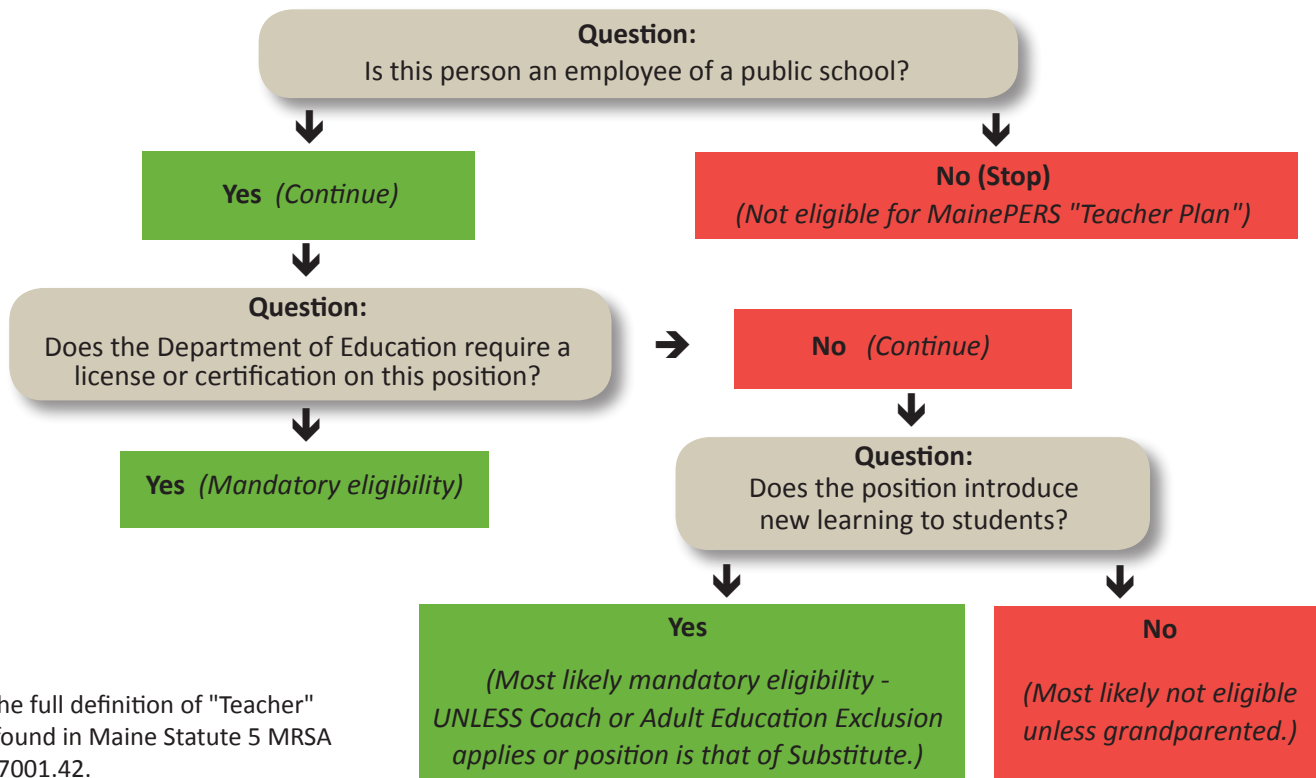 Question:
Is this person an employee of a public school?
Yes (Continue)
No (Stop)
(Not eligible for MainePERS "Teacher Plan")
Question:
Does the Department of Education require a
license or certification on this position?
No (Continue)
Yes (Mandatory eligibility)
Question:
Does the position introduce
new learning to students?
Yes
(Most likely mandatory eligibility -
UNLESS Coach or Adult Education Exclusion
applies or position is that of Substitute.)
No
(Most likely not eligible
unless grandparented.)
he full definition of "Teacher"
found in Maine Statute 5 MRSA
7001.42.